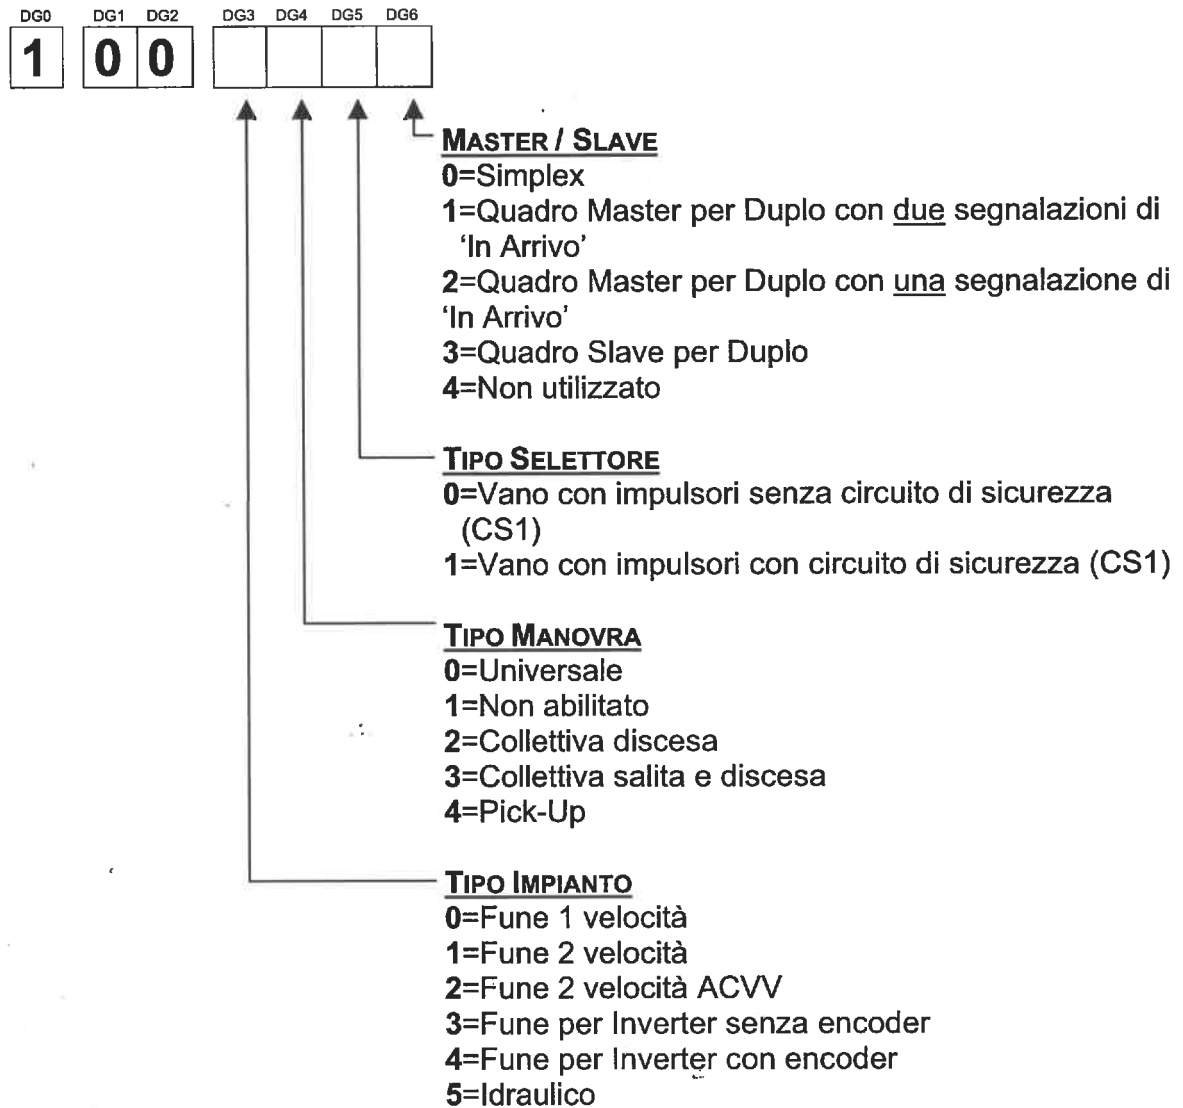 DG0 DG1 DG2 DG3 DG4 DG5 DG6
1 0 0
MASTER / SLAVE
0=Simplex
1=Quadro Master per Duplo con due segnalazioni di
'In Arrivo'
2=Quadro Master per Duplo con una segnalazione di
'In Arrivo'
3=Quadro Slave per Duplo
4=Non utilizzato
TIPO SELETTORE
0=Vano con impulsori senza circuito di sicurezza
(CS1)
1=Vano con impulsori con circuito di sicurezza (CS1)
TIPO MANOVRA
0=Universale
1=Non abilitato
2=Collettiva discesa
3=Collettiva salita e discesa
4=Pick-Up
TIPO IMPIANTO
0=Fune 1 velocità
1=Fune 2 velocità
2=Fune 2 velocità ACVV
3=Fune per Inverter senza encoder
4=Fune per Inverter con encoder
5=Idraulico